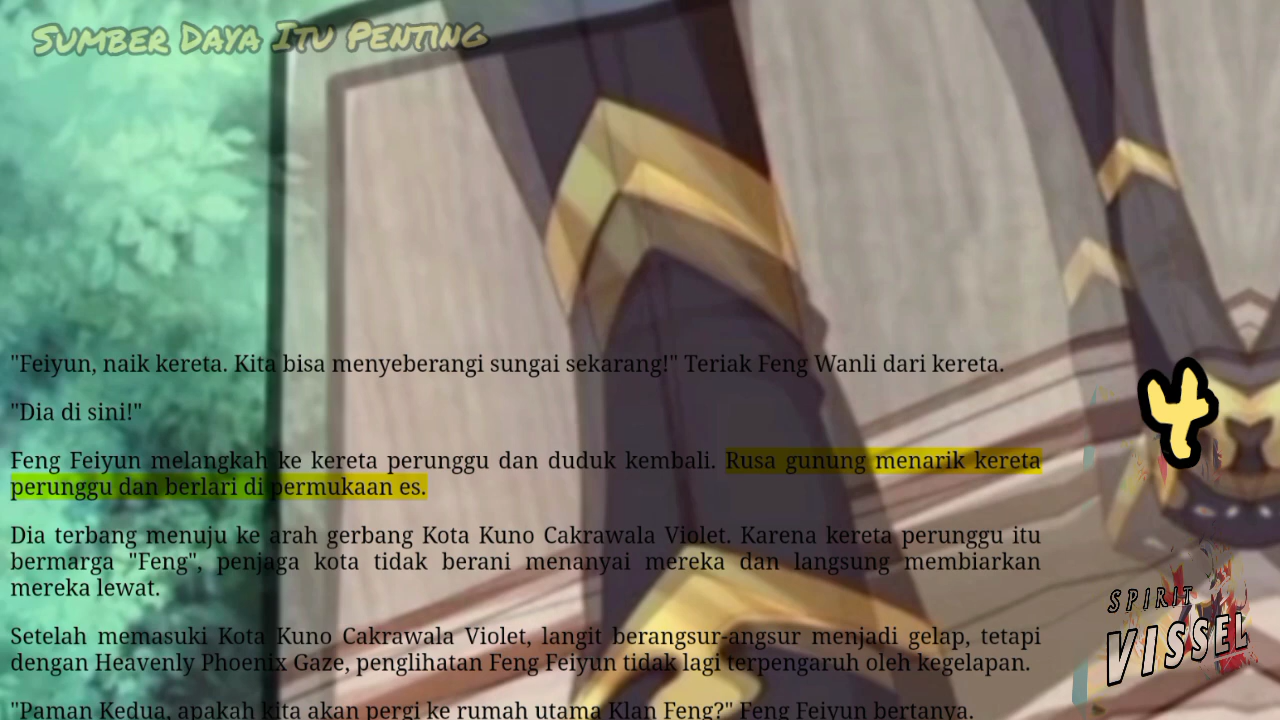 Sumber Daya Itu Penting
"Feiyun, naik kereta. Kita bisa menyeberangi sungai sekarang!" Teriak Feng Wanli dari kereta.
"Dia di sini!"
Feng Feiyun melangkah ke kereta perunggu dan duduk kembali. Rusa gunung menarik kereta
perunggu dan berlari di permukaan es.
Dia terbang menuju ke arah gerbang Kota Kuno Cakrawala Violet. Karena kereta perunggu itu
bermarga "Feng", penjaga kota tidak berani menanyai mereka dan langsung membiarkan
mereka lewat.
Setelah memasuki Kota Kuno Cakrawala Violet, langit berangsur-angsur menjadi gelap, tetapi
dengan Heavenly Phoenix Gaze, penglihatan Feng Feiyun tidak lagi terpengaruh oleh kegelapan.
"Paman Kedua, apakah kita akan pergi ke rumah utama Klan Feng?" Feng Feiyun bertanya.
4
SPIRIT
VISSEL